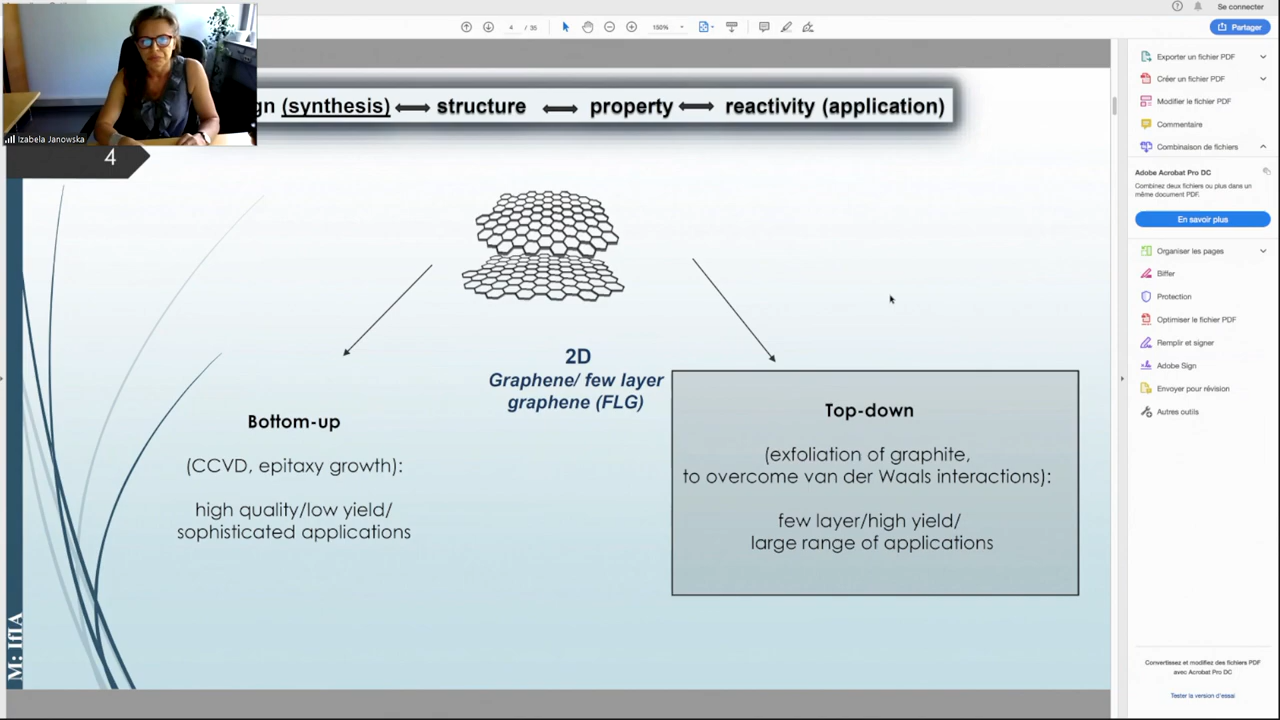 Se connecter
4 / 35
150%
Partager
Izabela Janowska
gn (synthesis) structure property reactivity (application)
4
2D
Graphene/ few layer
graphene (FLG)
Bottom-up
(CCVD, epitaxy growth):
high quality/low yield/
sophisticated applications
Top-down
(exfoliation of graphite,
to overcome van der Waals interactions):
few layer/high yield/
large range of applications
Exporter un fichier PDF
Créer un fichier PDF
Modifier le fichier PDF
Commentaire
Combinaison de fichiers
Adobe Acrobat Pro DC
Combinez deux fichiers ou plus dans un
même document PDF.
En savoir plus
Organiser les pages
Biffer
Protection
Optimiser le fichier PDF
Remplir et signer
Adobe Sign
Envoyer pour révision
Autres outils
Convertissez et modifiez des fichiers PDF
avec Acrobat Pro DC
Tester la version d'essai